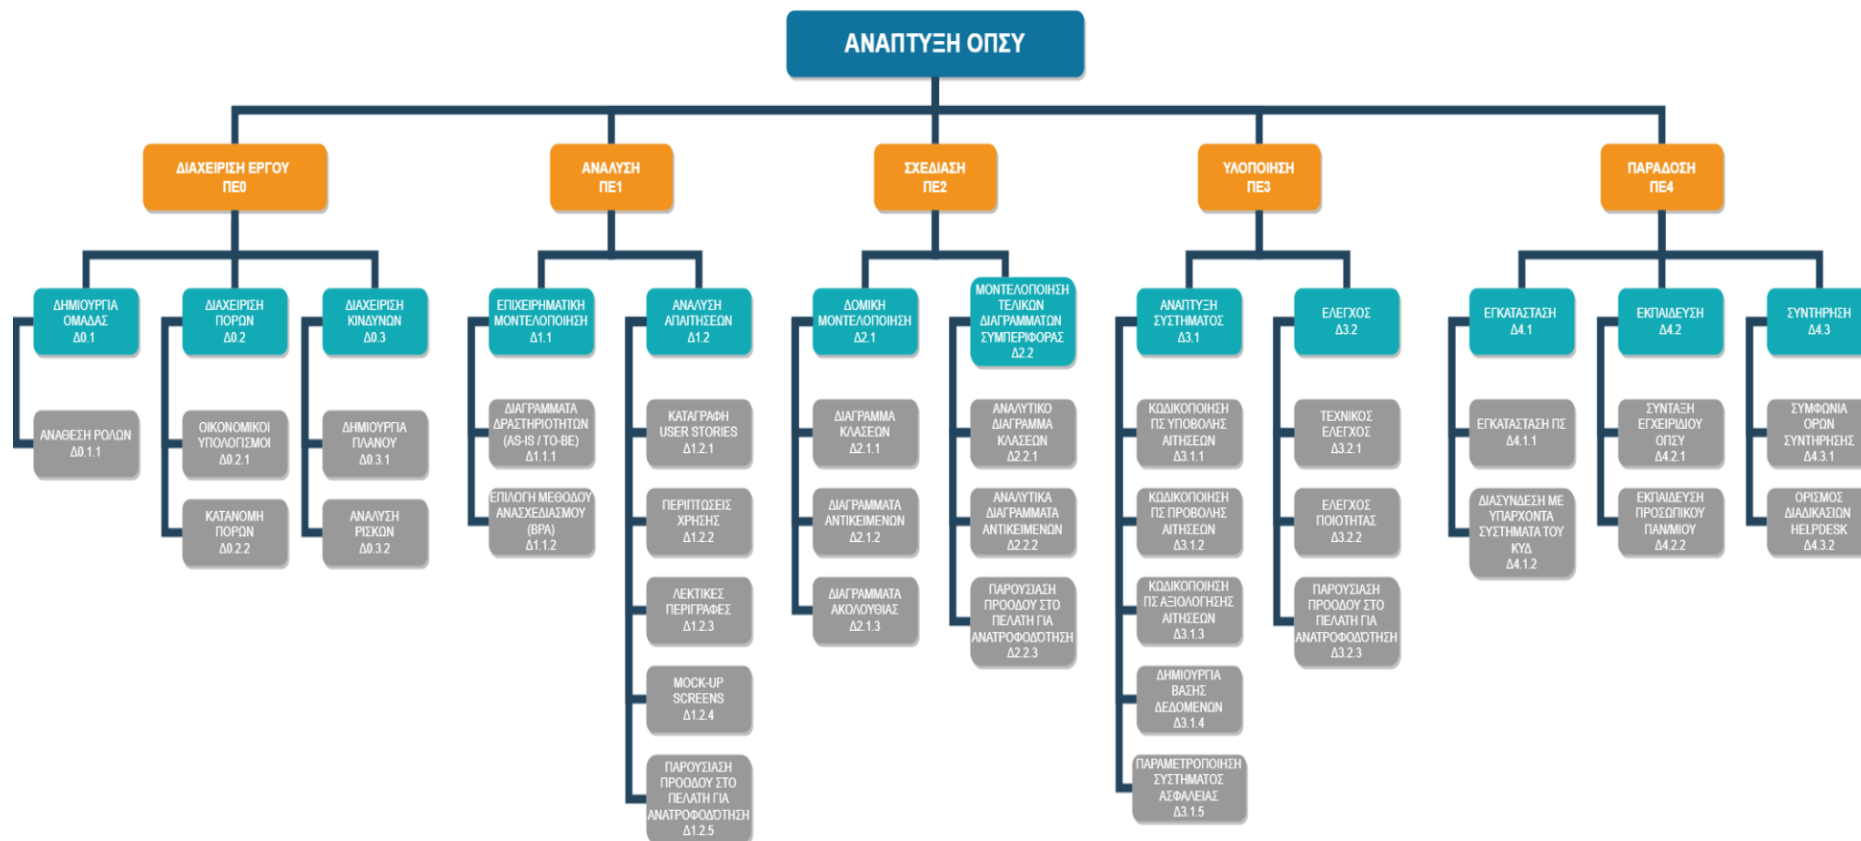 ΑΝΑΠΤΥΞΗ ΟΠΣΥ
ΔΙΑΧΕΙΡΙΣΗ ΕΡΓΟΥ
ΠΕ0
ΑΝΑΛΥΣΗ
ΠΕ1
ΣΧΕΔΙΑΣΗ
ΠΕ2
ΥΛΟΠΟΙΗΣΗ
ΠΕ3
ΠΑΡΑΔΟΣΗ
ΠΕ4
ΔΗΜΙΟΥΡΓΙΑ
ΟΜΑΔΑΣ
Δ0.1
ΔΙΑΧΕΙΡΙΣΗ
ΠΟΡΩΝ
Δ0.2
ΔΙΑΧΕΙΡΙΣΗ
ΚΙΝΔΥΝΩΝ
Δ0.3
ΕΠΙΧΕΙΡΗΜΑΤΙΚΗ
ΜΟΝΤΕΛΟΠΟΙΗΣΗ
Δ1.1
ΑΝΑΛΥΣΗ
ΑΠΑΙΤΗΣΕΩΝ
Δ1.2
ΔΟΜΙΚΗ
ΜΟΝΤΕΛΟΠΟΙΗΣΗ
Δ2.1
ΜΟΝΤΕΛΟΠΟΙΗΣΗ
ΤΕΛΙΚΩΝ
ΔΙΑΓΡΑΜΜΑΤΩΝ
ΣΥΜΠΕΡΙΦΟΡΑΣ
Δ2.2
ΑΝΑΠΤΥΞΗ
ΣΥΣΤΗΜΑΤΟΣ
Δ3.1
ΕΛΕΓΧΟΣ
Δ3.2
ΕΓΚΑΤΑΣΤΑΣΗ
Δ4.1
ΕΚΠΑΙΔΕΥΣΗ
Δ4.2
ΣΥΝΤΗΡΗΣΗ
Δ4.3
ΑΝΑΘΕΣΗ ΡΟΛΩΝ
Δ0.1.1
ΟΙΚΟΝΟΜΙΚΟΙ
ΥΠΟΛΟΓΙΣΜΟΙ
Δ0.2.1
ΚΑΤΑΝΟΜΗ
ΠΟΡΩΝ
Δ0.2.2
ΔΗΜΙΟΥΡΓΙΑ
ΠΛΑΝΟΥ
Δ0.3.1
ΑΝΑΛΥΣΗ
ΡΙΣΚΩΝ
Δ0.3.2
ΔΙΑΓΡΑΜΜΑΤΑ
ΔΡΑΣΤΗΡΙΟΤΗΤΩΝ
(AS-IS / TO-BE)
Δ1.1.1
ΕΠΙΛΟΓΗ ΜΕΘΟΔΟΥ
ΑΝΑΣΧΕΔΙΑΣΜΟΥ
(BPA)
Δ1.1.2
ΚΑΤΑΓΡΑΦΗ
USER STORIES
Δ1.2.1
ΠΕΡΙΠΤΩΣΕΙΣ
ΧΡΗΣΗΣ
Δ1.2.2
ΛΕΚΤΙΚΕΣ
ΠΕΡΙΓΡΑΦΕΣ
Δ1.2.3
MOCK-UP
SCREENS
Δ1.2.4
ΠΑΡΟΥΣΙΑΣΗ
ΠΡΟΟΔΟΥ ΣΤΟ
ΠΕΛΑΤΗ ΓΙΑ
ΑΝΑΤΡΟΦΟΔΌΤΗΣΗ
Δ1.2.5
ΔΙΑΓΡΑΜΜΑ
ΚΛΑΣΕΩΝ
Δ2.1.1
ΔΙΑΓΡΑΜΜΑΤΑ
ΑΝΤΙΚΕΙΜΕΝΩΝ
Δ2.1.2
ΔΙΑΓΡΑΜΜΑΤΑ
ΑΚΟΛΟΥΘΙΑΣ
Δ2.1.3
ΑΝΑΛΥΤΙΚΟ
ΔΙΑΓΡΑΜΜΑ
ΚΛΑΣΕΩΝ
Δ2.2.1
ΑΝΑΛΥΤΙΚΑ
ΔΙΑΓΡΑΜΜΑΤΑ
ΑΝΤΙΚΕΙΜΕΝΩΝ
Δ2.2.2
ΠΑΡΟΥΣΙΑΣΗ
ΠΡΟΟΔΟΥ ΣΤΟ
ΠΕΛΑΤΗ ΓΙΑ
ΑΝΑΤΡΟΦΟΔΌΤΗΣΗ
Δ2.2.3
ΚΩΔΙΚΟΠΟΙΗΣΗ
ΠΣ ΥΠΟΒΟΛΗΣ
ΑΙΤΗΣΕΩΝ
Δ3.1.1
ΚΩΔΙΚΟΠΟΙΗΣΗ
ΠΣ ΠΡΟΒΟΛΗΣ
ΑΙΤΗΣΕΩΝ
Δ3.1.2
ΚΩΔΙΚΟΠΟΙΗΣΗ
ΠΣ ΑΞΙΟΛΟΓΗΣΗΣ
ΑΙΤΗΣΕΩΝ
Δ3.1.3
ΔΗΜΙΟΥΡΓΙΑ
ΒΑΣΗΣ
ΔΕΔΟΜΕΝΩΝ
Δ3.1.4
ΠΑΡΑΜΕΤΡΟΠΟΙΗΣΗ
ΣΥΣΤΗΜΑΤΟΣ
ΑΣΦΑΛΕΙΑΣ
Δ3.1.5
ΤΕΧΝΙΚΟΣ
ΕΛΕΓΧΟΣ
Δ3.2.1
ΕΛΕΓΧΟΣ
ΠΟΙΟΤΗΤΑΣ
Δ3.2.2
ΠΑΡΟΥΣΙΑΣΗ
ΠΡΟΟΔΟΥ ΣΤΟ
ΠΕΛΑΤΗ ΓΙΑ
ΑΝΑΤΡΟΦΟΔΌΤΗΣΗ
Δ3.2.3
ΕΓΚΑΤΑΣΤΑΣΗ ΠΣ
Δ4.1.1
ΔΙΑΣΥΝΔΕΣΗ ΜΕ
ΥΠΑΡΧΟΝΤΑ
ΣΥΣΤΗΜΑΤΑ ΤΟΥ
ΚΥΔ
Δ4.1.2
ΣΥΝΤΑΞΗ
ΕΓΧΕΙΡΙΔΙΟΥ
ΟΠΣΥ
Δ4.2.1
ΕΚΠΑΙΔΕΥΣΗ
ΠΡΟΣΩΠΙΚΟΥ
ΠΑΝ/ΜΙΟΥ
Δ4.2.2
ΣΥΜΦΩΝΙΑ
ΟΡΩΝ
ΣΥΝΤΗΡΗΣΗΣ
Δ4.3.1
ΟΡΙΣΜΟΣ
ΔΙΑΔΙΚΑΣΙΩΝ
HELPDESK
Δ4.3.2